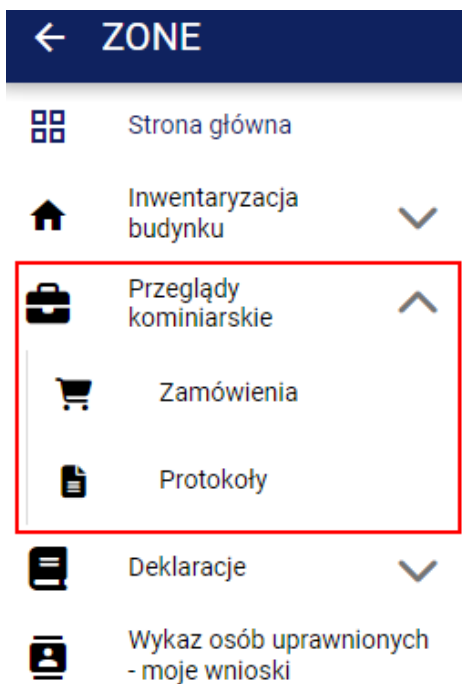 ZONE
Strona główna
Inwentaryzacja
budynku
Przeglądy
kominiarskie
Zamówienia
Protokoły
Deklaracje
Wykaz osób uprawnionych
- moje wnioski